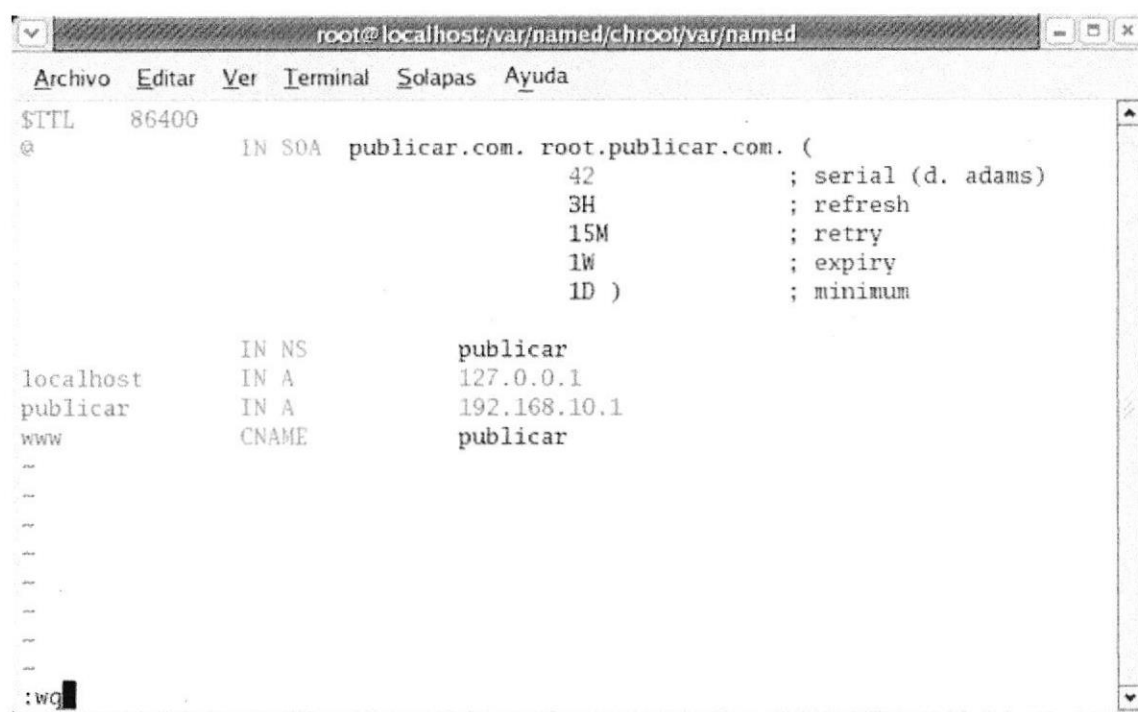 root@localhost:/var/named/chroot/var/named
Archivo Editar Ver Terminal Solapas Ayuda
$TTL 86400
@ IN SOA publicar.com. root.publicar.com. (
42 ; serial (d. adams)
3H ; refresh
15M ; retry
1W ; expiry
1D ) ; minimum
IN NS publicar
localhost IN A 127.0.0.1
publicar IN A 192.168.10.1
www CNAME publicar
~
~
~
~
~
~
~
~
:wq